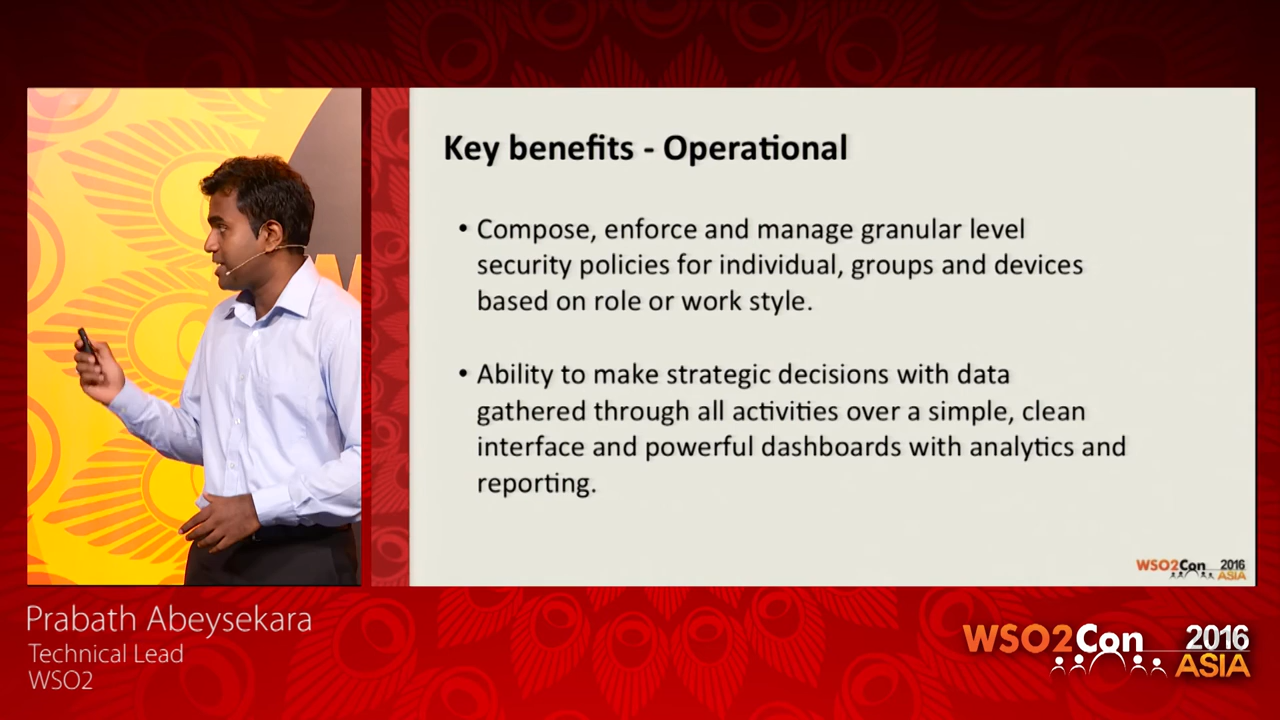 Key benefits - Operational
• Compose, enforce and manage granular level
security policies for individual, groups and devices
based on role or work style.
• Ability to make strategic decisions with data
gathered through all activities over a simple, clean
interface and powerful dashboards with analytics and
reporting.
WSO2Con 2016
ASIA
Prabath Abeysekara
Technical Lead
WSO2
WSO2Con 2016
ASIA